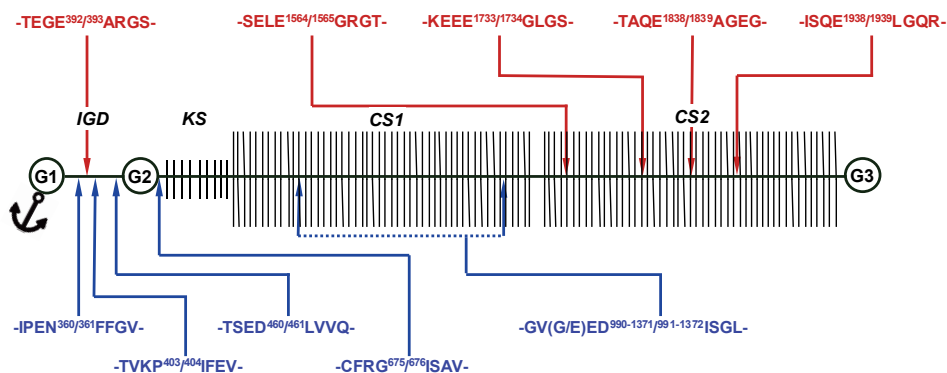 -TEGE³⁹²/³⁹³ARGS- -SELE¹⁵⁶⁴/¹⁵⁶⁵GRGT- -KEEE¹⁷³³/¹⁷³⁴GLGS- -TAQE¹⁸³⁸/¹⁸³⁹AGEG- -ISQE¹⁹³⁸/¹⁹³⁹LGQR-
IGD KS CS1 CS2
G1 G2 G3
-IPEN³⁶⁰/³⁶¹FFGV- -TSED⁴⁶⁰/⁴⁶¹LVVQ- -GV(G/E)ED⁹⁹⁰⁻¹³⁷¹/⁹⁹¹⁻¹³⁷²ISGL-
-TVKP⁴⁰³/⁴⁰⁴IFEV- -CFRG⁶⁷⁵/⁶⁷⁶ISAV-